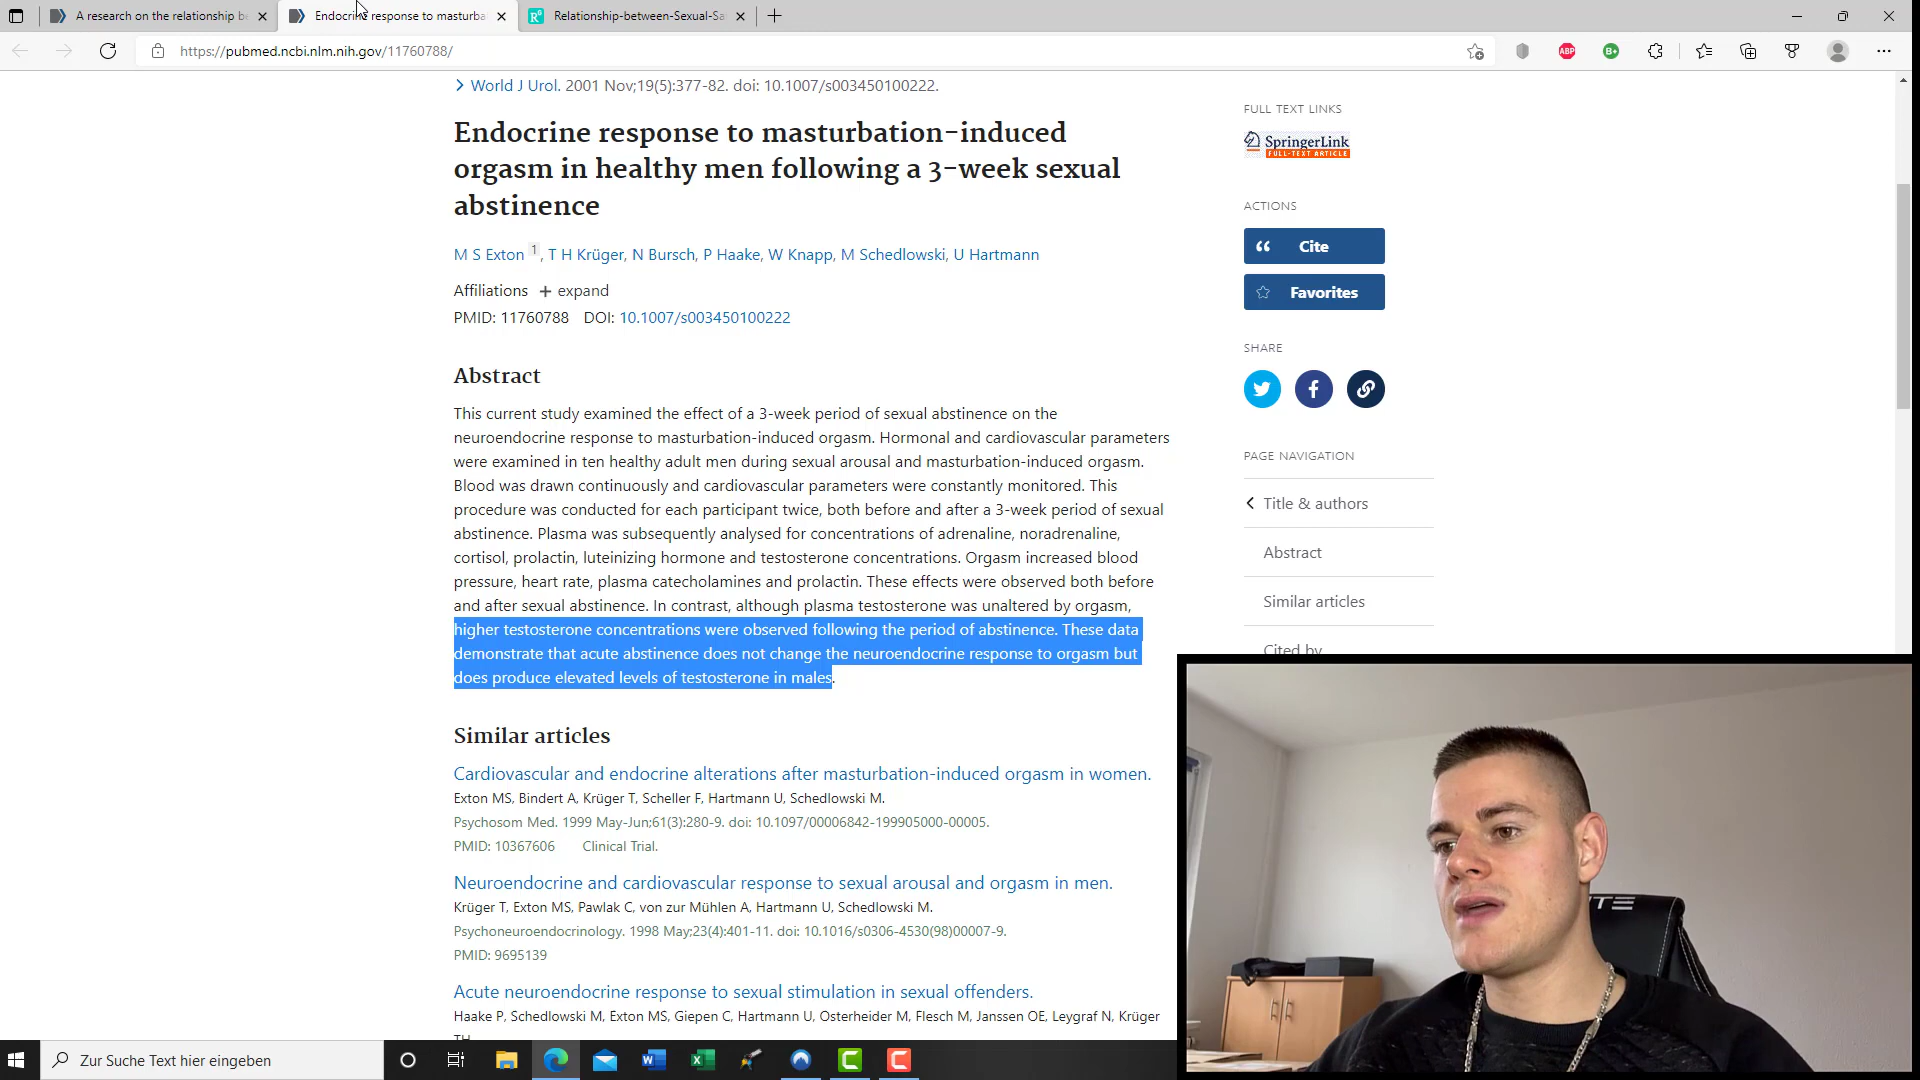 A research on the relationship be
Endocrine response to masturba
Relationship-between-Sexual-Sa
https://pubmed.ncbi.nlm.nih.gov/11760788/
ABP
B+
World J Urol. 2001 Nov;19(5):377-82. doi: 10.1007/s003450100222.
Endocrine response to masturbation-induced
orgasm in healthy men following a 3-week sexual
abstinence
M S Exton 1, T H Krüger, N Bursch, P Haake, W Knapp, M Schedlowski, U Hartmann
Affiliations + expand
PMID: 11760788 DOI: 10.1007/s003450100222
Abstract
This current study examined the effect of a 3-week period of sexual abstinence on the
neuroendocrine response to masturbation-induced orgasm. Hormonal and cardiovascular parameters
were examined in ten healthy adult men during sexual arousal and masturbation-induced orgasm.
Blood was drawn continuously and cardiovascular parameters were constantly monitored. This
procedure was conducted for each participant twice, both before and after a 3-week period of sexual
abstinence. Plasma was subsequently analysed for concentrations of adrenaline, noradrenaline,
cortisol, prolactin, luteinizing hormone and testosterone concentrations. Orgasm increased blood
pressure, heart rate, plasma catecholamines and prolactin. These effects were observed both before
and after sexual abstinence. In contrast, although plasma testosterone was unaltered by orgasm,
higher testosterone concentrations were observed following the period of abstinence. These data
demonstrate that acute abstinence does not change the neuroendocrine response to orgasm but
does produce elevated levels of testosterone in males.
Similar articles
Cardiovascular and endocrine alterations after masturbation-induced orgasm in women.
Exton MS, Bindert A, Krüger T, Scheller F, Hartmann U, Schedlowski M.
Psychosom Med. 1999 May-Jun;61(3):280-9. doi: 10.1097/00006842-199905000-00005.
PMID: 10367606 Clinical Trial.
Neuroendocrine and cardiovascular response to sexual arousal and orgasm in men.
Krüger T, Exton MS, Pawlak C, von zur Mühlen A, Hartmann U, Schedlowski M.
Psychoneuroendocrinology. 1998 May;23(4):401-11. doi: 10.1016/s0306-4530(98)00007-9.
PMID: 9695139
Acute neuroendocrine response to sexual stimulation in sexual offenders.
Haake P, Schedlowski M, Exton MS, Giepen C, Hartmann U, Osterheider M, Flesch M, Janssen OE, Leygraf N, Krüger
TH.
FULL TEXT LINKS
SpringerLink
FULL-TEXT ARTICLE
ACTIONS
Cite
Favorites
SHARE
PAGE NAVIGATION
Title & authors
Abstract
Similar articles
Cited by
Zur Suche Text hier eingeben